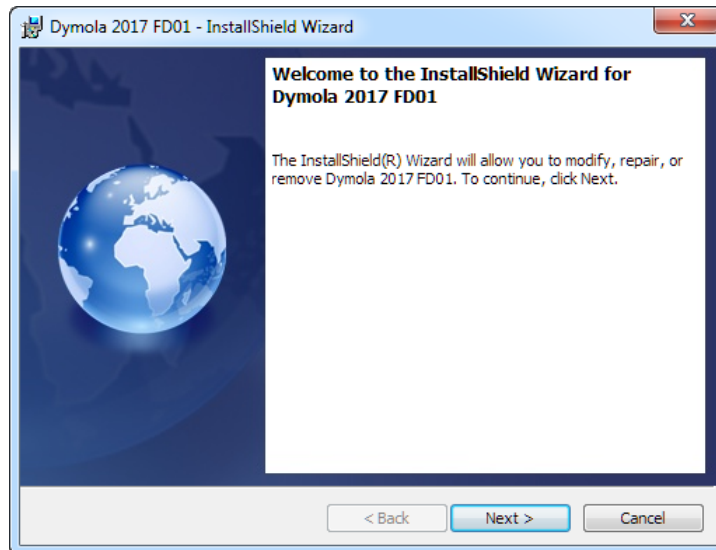 Dymola 2017 FD01 - InstallShield Wizard
Welcome to the InstallShield Wizard for
Dymola 2017 FD01
The InstallShield(R) Wizard will allow you to modify, repair, or
remove Dymola 2017 FD01. To continue, click Next.
< Back Next > Cancel